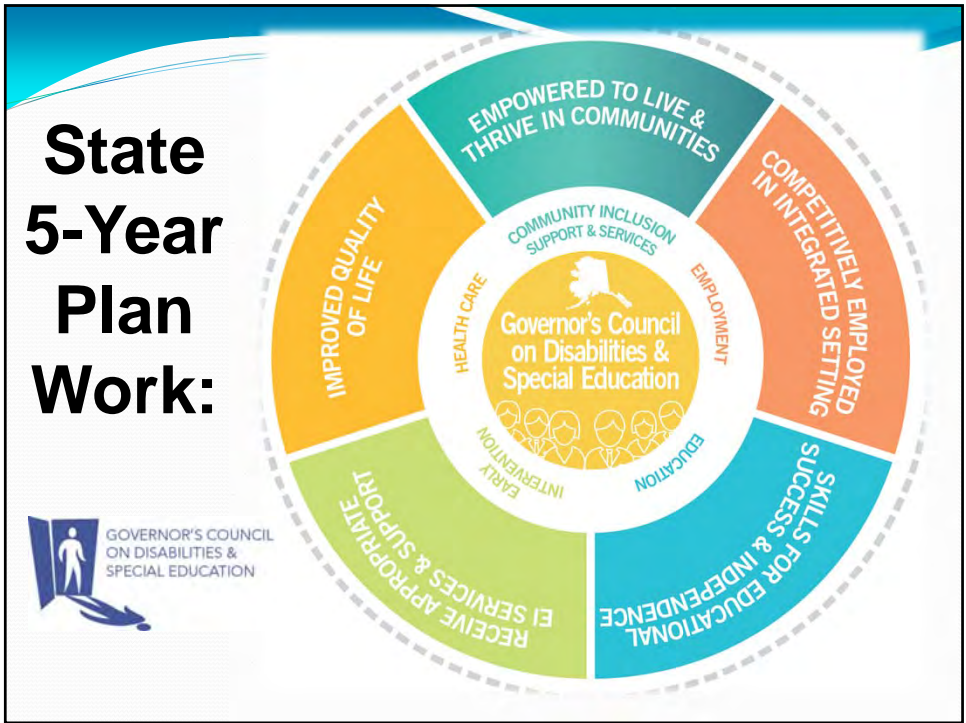 State
5-Year
Plan
Work:
GOVERNOR'S COUNCIL
ON DISABILITIES &
SPECIAL EDUCATION
EMPOWERED TO LIVE &
THRIVE IN COMMUNITIES
COMPETITIVELY EMPLOYED
IN INTEGRATED SETTING
SKILLS FOR EDUCATIONAL
SUCCESS & INDEPENDENCE
RECEIVE APPROPRIATE
EI SERVICES & SUPPORT
IMPROVED QUALITY
OF LIFE
COMMUNITY INCLUSION
SUPPORT & SERVICES
EMPLOYMENT
EDUCATION
EARLY
INTERVENTION
HEALTH CARE
Governor's Council
on Disabilities &
Special Education